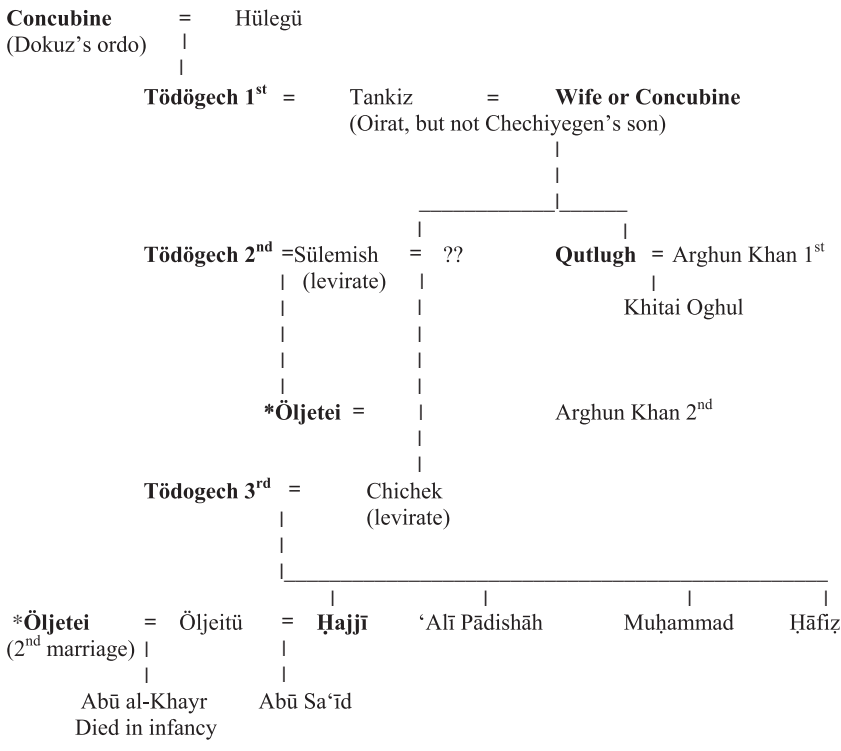 Concubine = Hülegü
(Dokuz's ordo)
Tödögech 1st = Tankiz = Wife or Concubine
(Oirat, but not Chechiyegen's son)
Tödögech 2nd =Sülemish = ?? Qutlugh = Arghun Khan 1st
(levirate)
Khitai Oghul
*Öljetei = Arghun Khan 2nd
Tödogech 3rd = Chichek
(levirate)
*Öljetei = Öljeitü = Ḥajjī ‘Alī Pādishāh Muḥammad Ḥāfiẓ
(2nd marriage)
Abū al-Khayr Abū Sa‘īd
Died in infancy